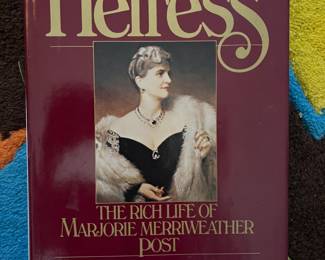 Heiress
THE RICH LIFE OF
MARJORIE MERRIWEATHER
POST